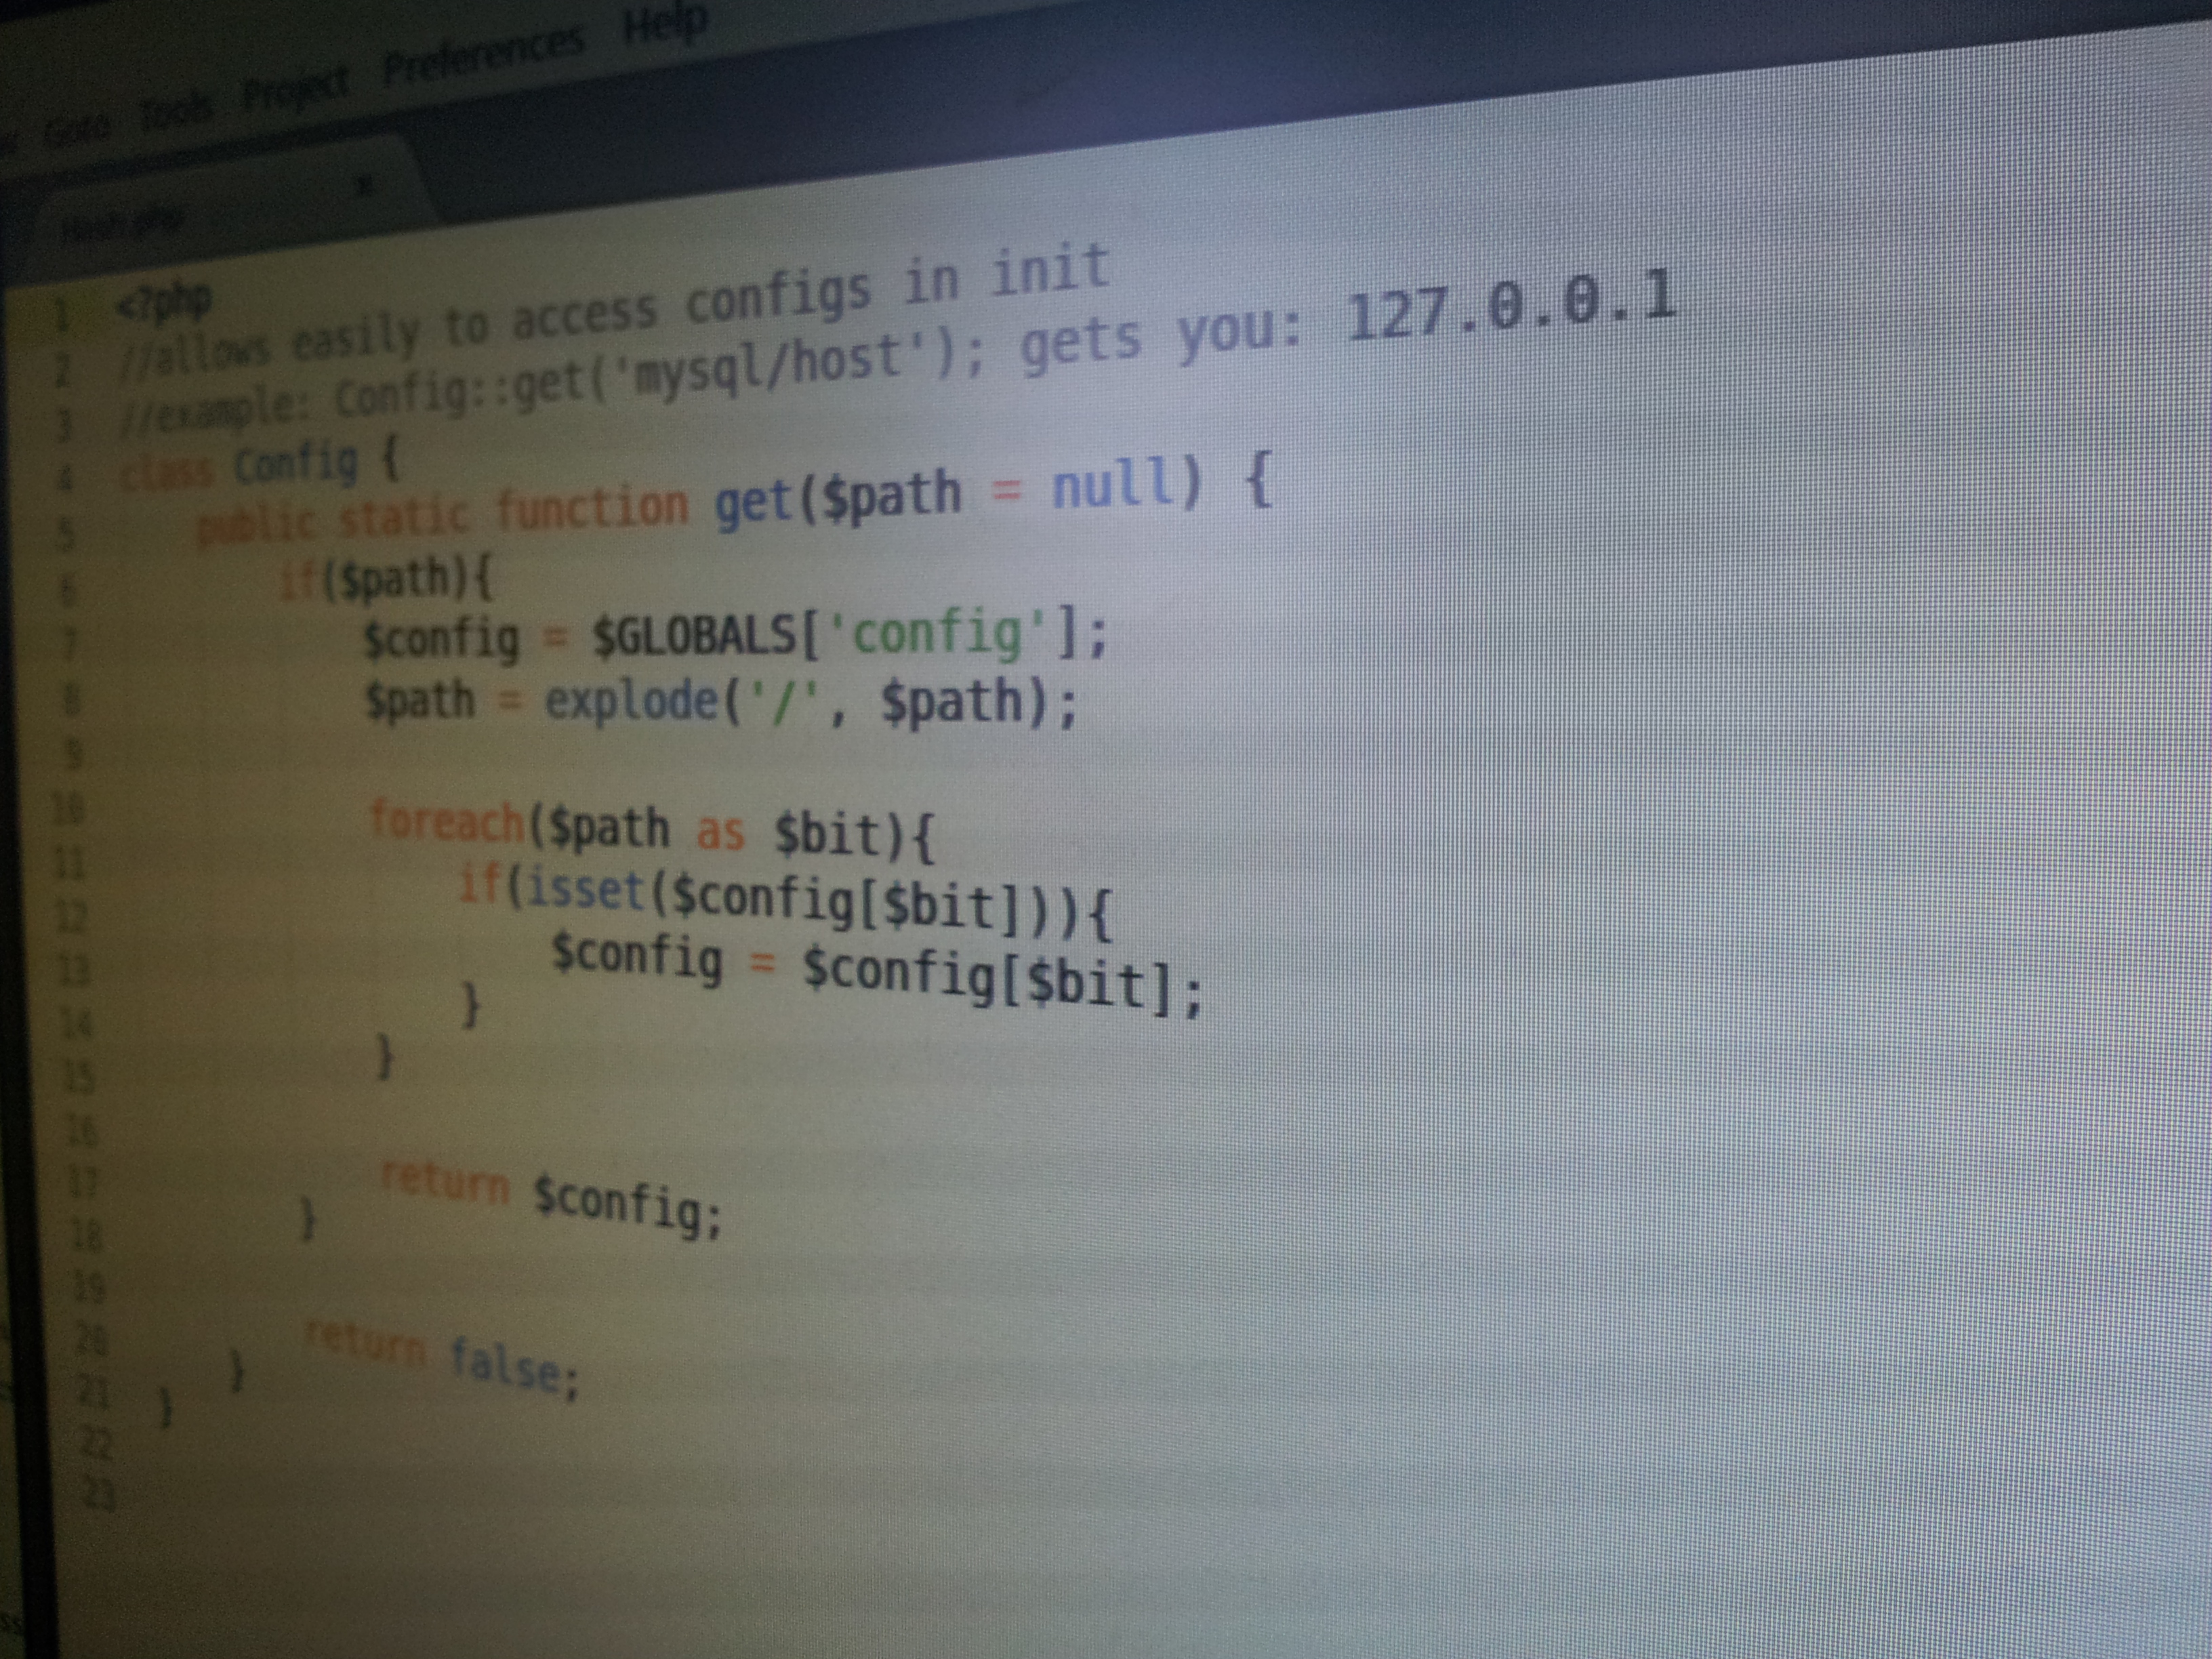 Goto Tools Project Preferences Help
1 <?php
2 //allows easily to access configs in init
3 //example: Config::get('mysql/host'); gets you: 127.0.0.1
4 class Config {
5 public static function get($path = null) {
6 if($path){
7 $config = $GLOBALS['config'];
8 $path = explode('/', $path);
9
10 foreach($path as $bit){
11 if(isset($config[$bit])){
12 $config = $config[$bit];
13 }
14 }
15
16 return $config;
17 }
18
19 return false;
20 }
21 }
22
23